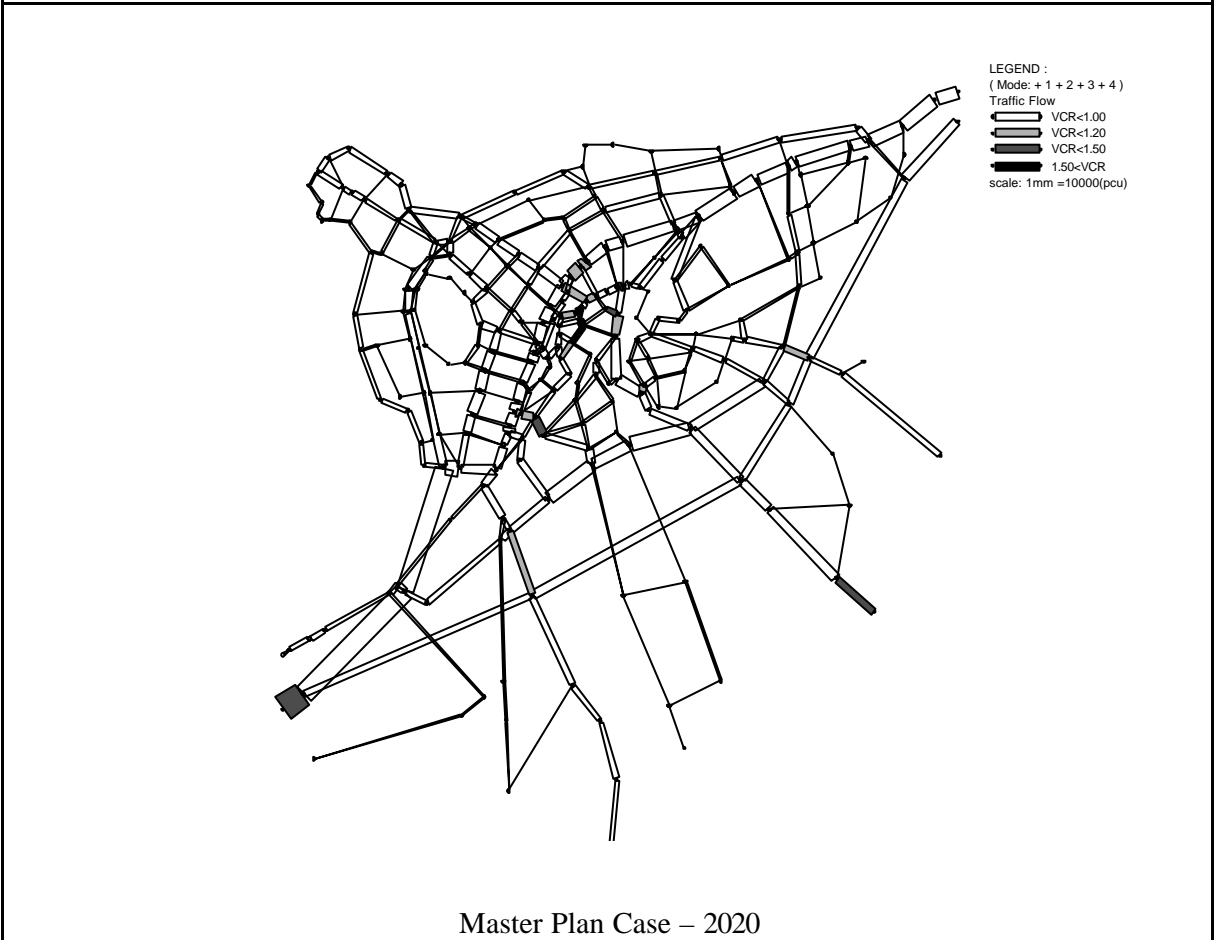 LEGEND :
( Mode: + 1 + 2 + 3 + 4 )
Traffic Flow
VCR<1.00
VCR<1.20
VCR<1.50
1.50<VCR
scale: 1mm =10000(pcu)
Master Plan Case – 2020